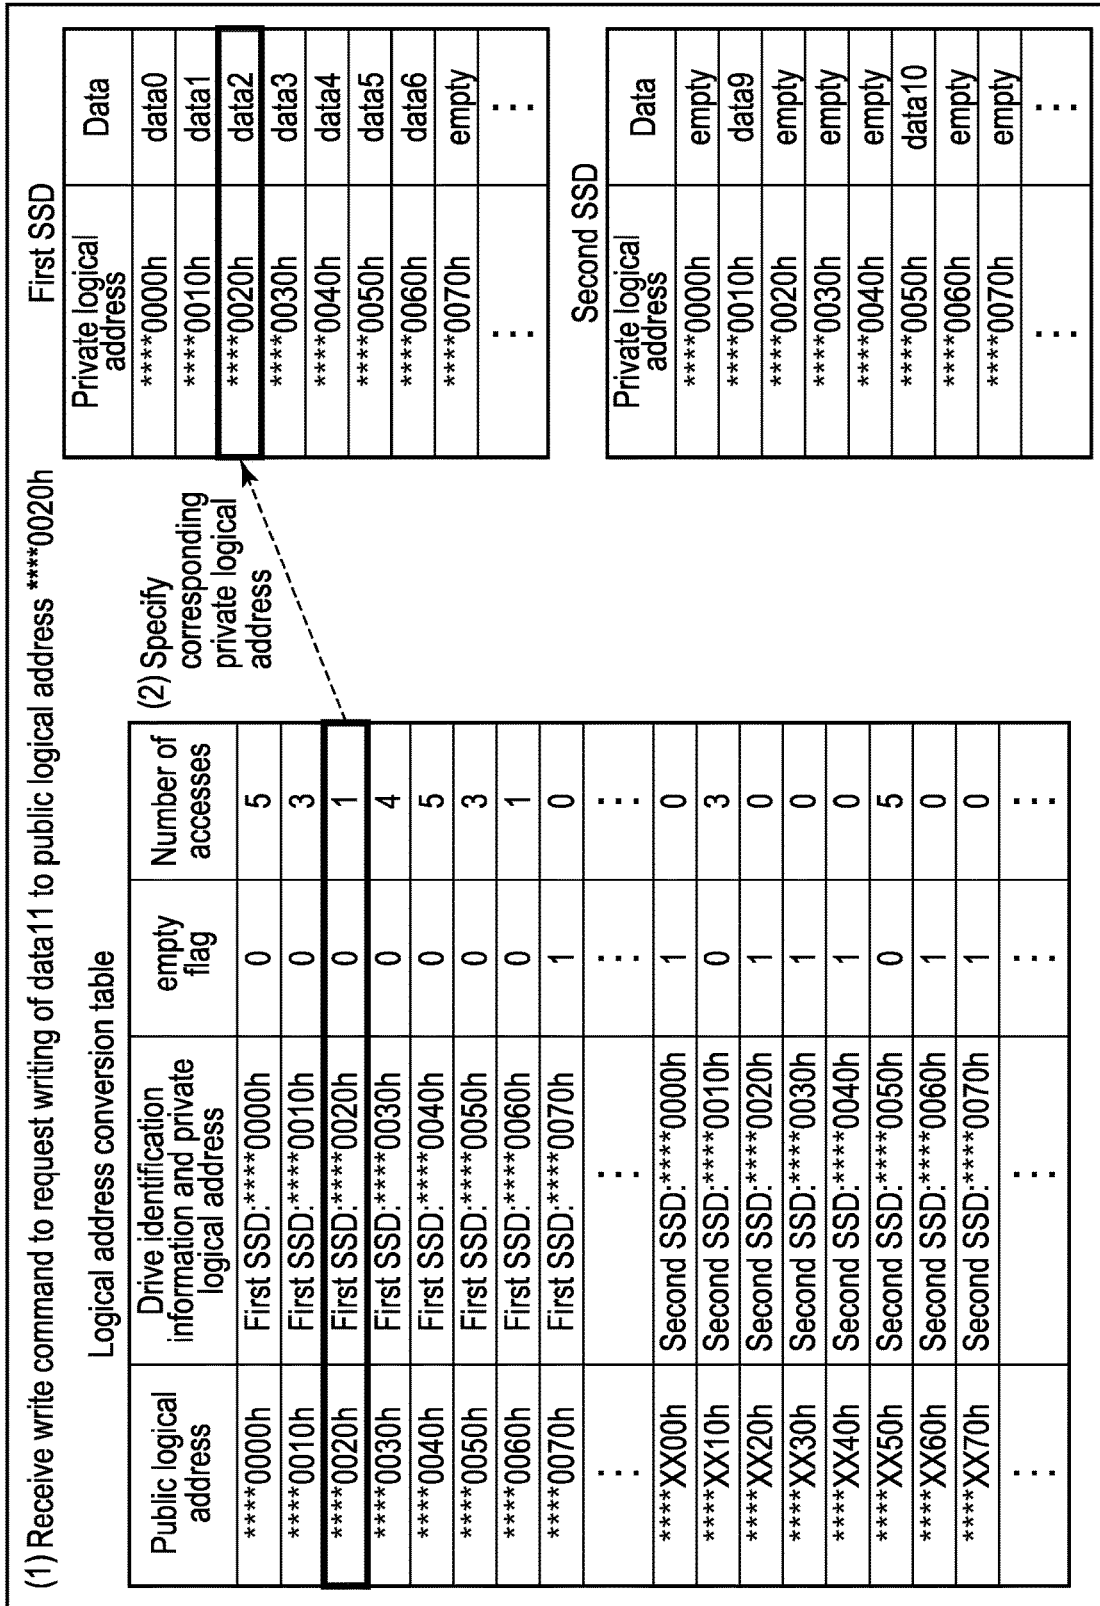 (1) Receive write command to request writing of data11 to public logical address ****0020h
Logical address conversion table
Public logical address | Drive identification information and private logical address | empty flag | Number of accesses
****0000h | First SSD:****0000h | 0 | 5
****0010h | First SSD:****0010h | 0 | 3
****0020h | First SSD:****0020h | 0 | 1
****0030h | First SSD:****0030h | 0 | 4
****0040h | First SSD:****0040h | 0 | 5
****0050h | First SSD:****0050h | 0 | 3
****0060h | First SSD:****0060h | 0 | 1
****0070h | First SSD:****0070h | 1 | 0
... | ... | ... | ...
****XX00h | Second SSD:****0000h | 1 | 0
****XX10h | Second SSD:****0010h | 0 | 3
****XX20h | Second SSD:****0020h | 1 | 0
****XX30h | Second SSD:****0030h | 1 | 0
****XX40h | Second SSD:****0040h | 1 | 0
****XX50h | Second SSD:****0050h | 0 | 5
****XX60h | Second SSD:****0060h | 1 | 0
****XX70h | Second SSD:****0070h | 1 | 0
... | ... | ... | ...
(2) Specify
corresponding
private logical
address
First SSD
Private logical address | Data
****0000h | data0
****0010h | data1
****0020h | data2
****0030h | data3
****0040h | data4
****0050h | data5
****0060h | data6
****0070h | empty
... | ...
Second SSD
Private logical address | Data
****0000h | empty
****0010h | data9
****0020h | empty
****0030h | empty
****0040h | empty
****0050h | data10
****0060h | empty
****0070h | empty
... | ...